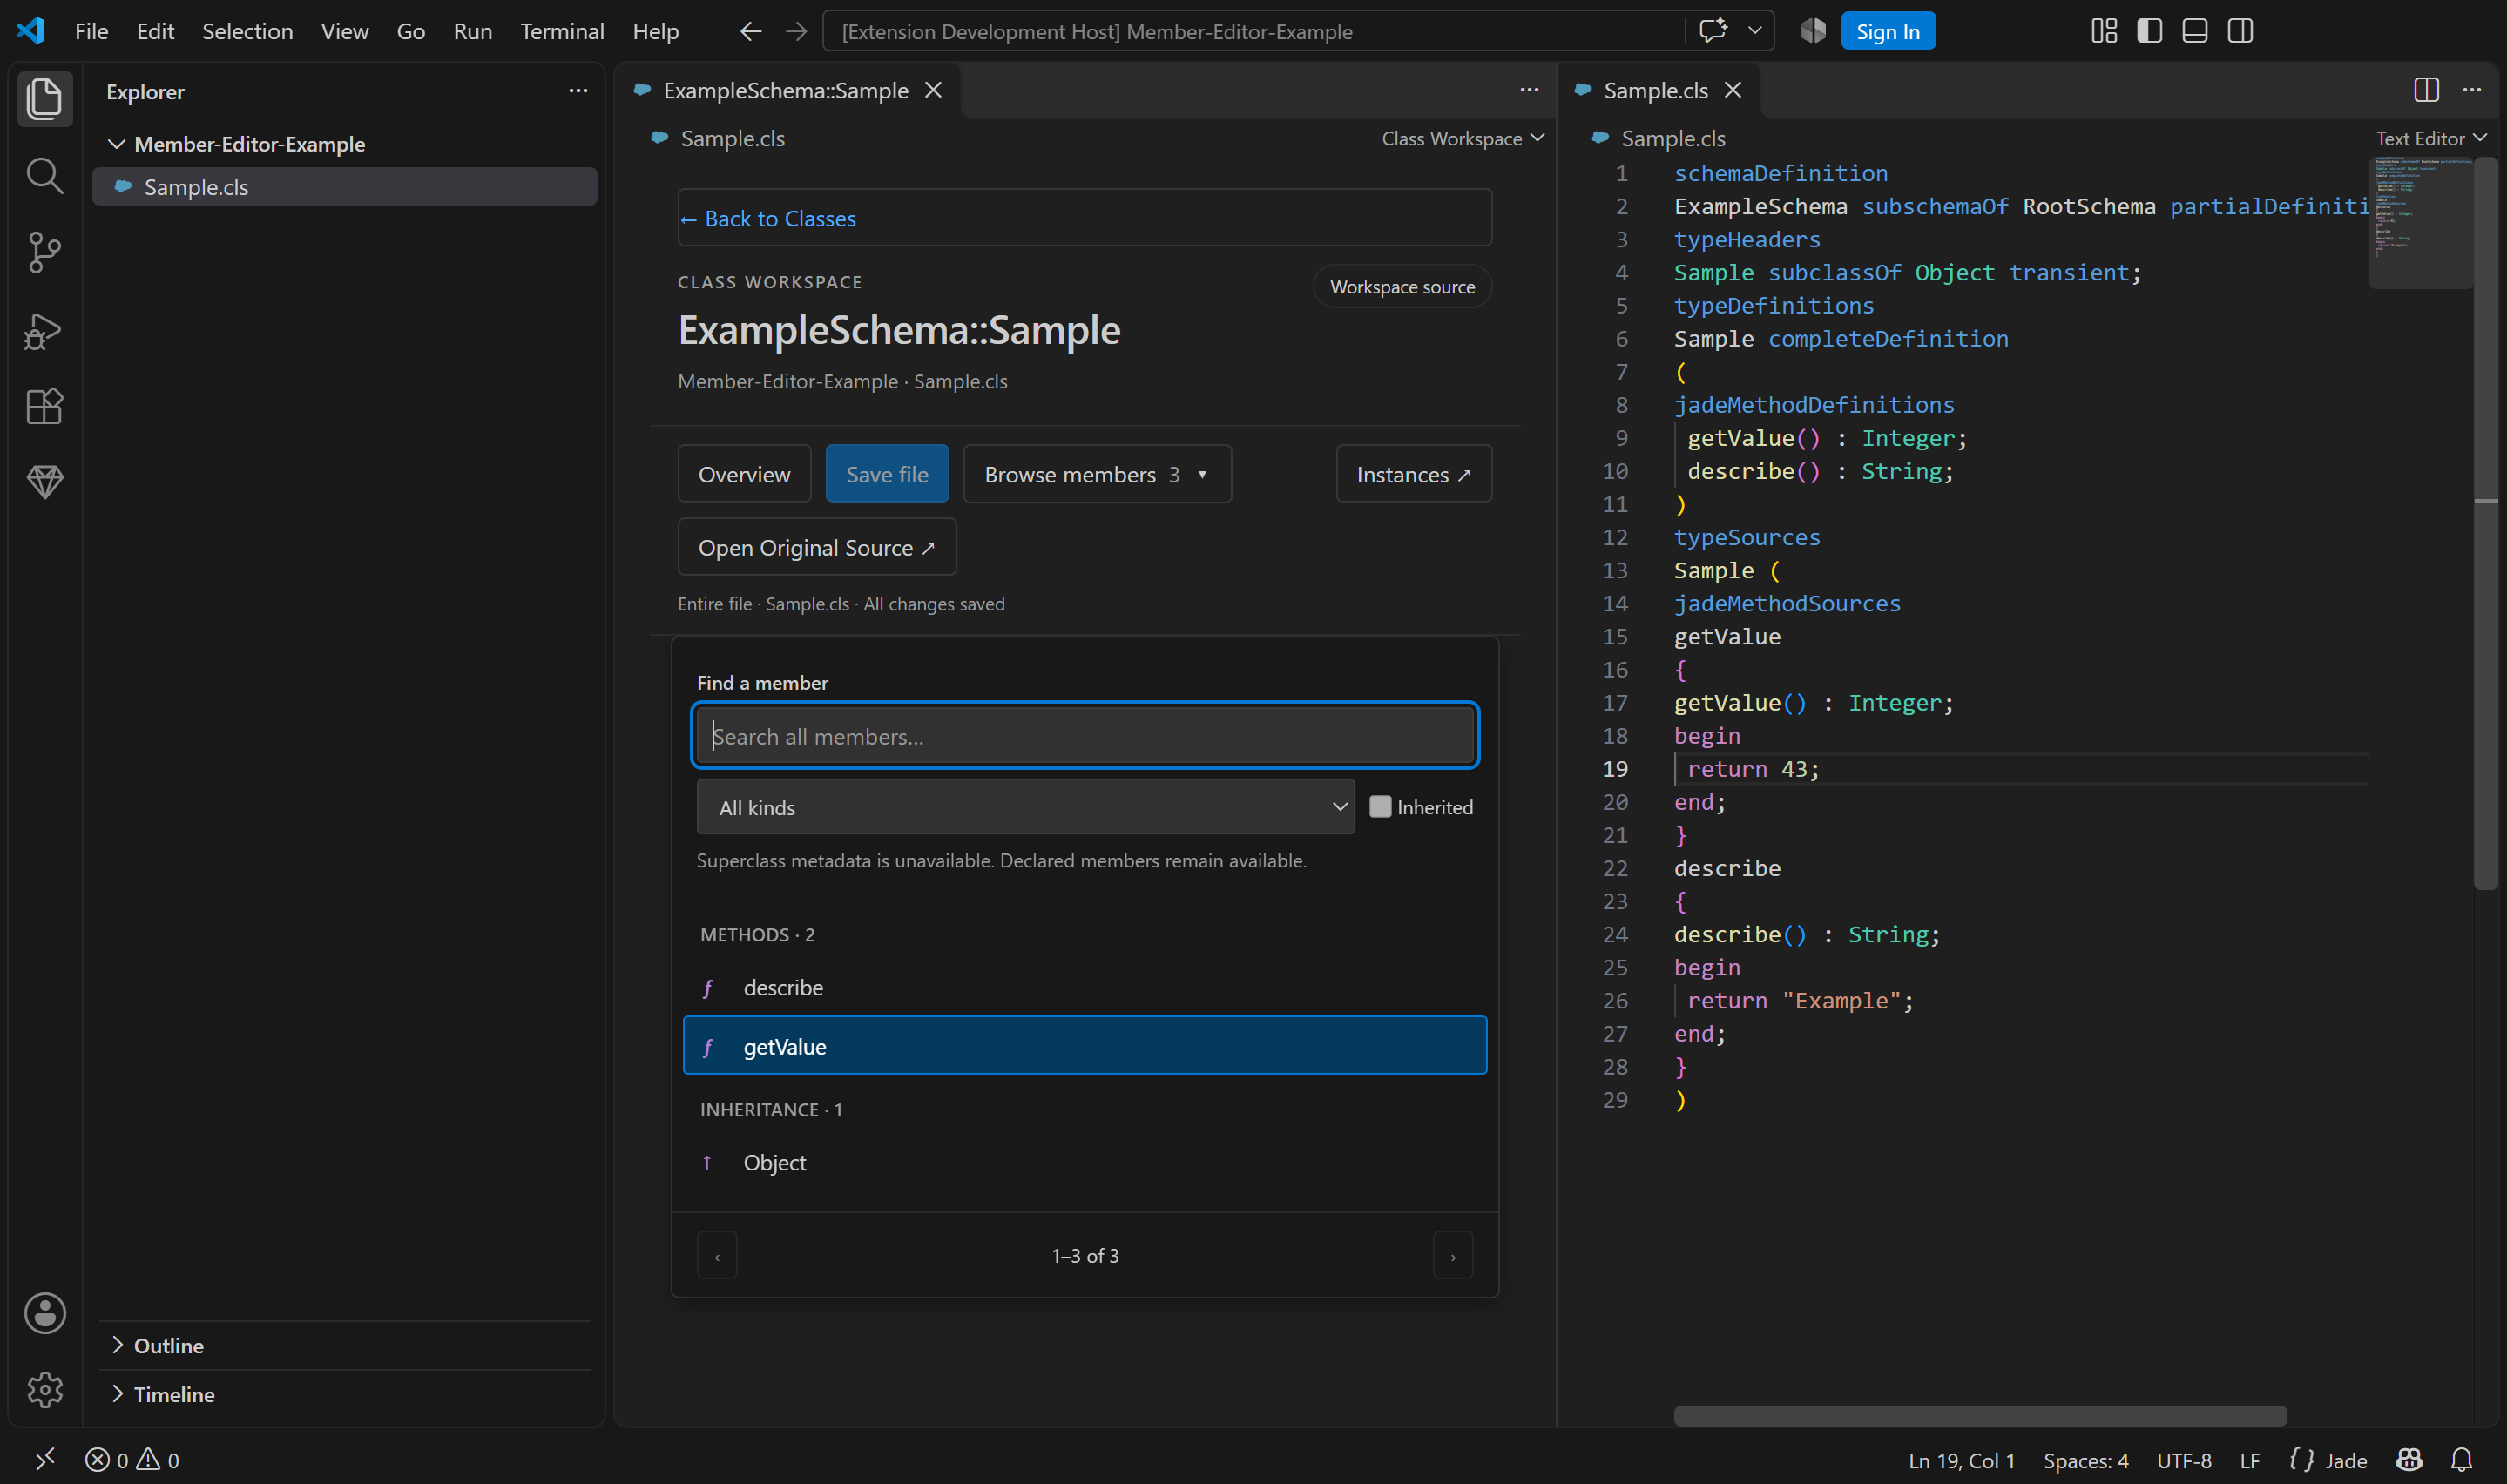 File Edit Selection View Go Run Terminal Help
[Extension Development Host] Member-Editor-Example
Sign In
Explorer
Member-Editor-Example
Sample.cls
Outline
Timeline
ExampleSchema::Sample
Sample.cls
Class Workspace
← Back to Classes
CLASS WORKSPACE
Workspace source
ExampleSchema::Sample
Member-Editor-Example · Sample.cls
Overview
Save file
Browse members 3 ▾
Instances ↗
Open Original Source ↗
Entire file · Sample.cls · All changes saved
Find a member
Search all members...
All kinds
Inherited
Superclass metadata is unavailable. Declared members remain available.
METHODS · 2
ƒ describe
ƒ getValue
INHERITANCE · 1
↑ Object
‹ 1–3 of 3 ›
Sample.cls
Sample.cls
Text Editor
1 schemaDefinition
2 ExampleSchema subschemaOf RootSchema partialDefiniti
3 typeHeaders
4 Sample subclassOf Object transient;
5 typeDefinitions
6 Sample completeDefinition
7 (
8 jadeMethodDefinitions
9 getValue() : Integer;
10 describe() : String;
11 )
12 typeSources
13 Sample (
14 jadeMethodSources
15 getValue
16 {
17 getValue() : Integer;
18 begin
19 return 43;
20 end;
21 }
22 describe
23 {
24 describe() : String;
25 begin
26 return "Example";
27 end;
28 }
29 )
0 0
Ln 19, Col 1
Spaces: 4
UTF-8
LF
{ } Jade